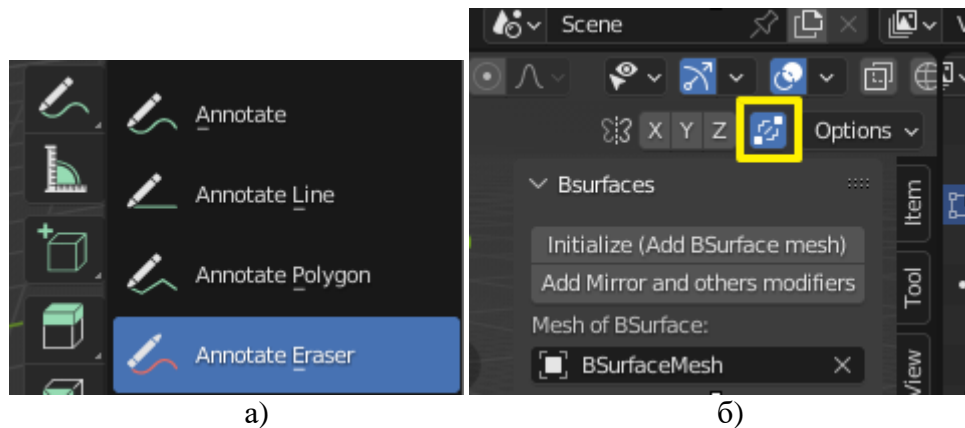 Annotate
Annotate Line
Annotate Polygon
Annotate Eraser
а)
Scene
X Y Z Options
Bsurfaces
Initialize (Add BSurface mesh)
Add Mirror and others modifiers
Mesh of BSurface:
BSurfaceMesh
Item
Tool
View
б)